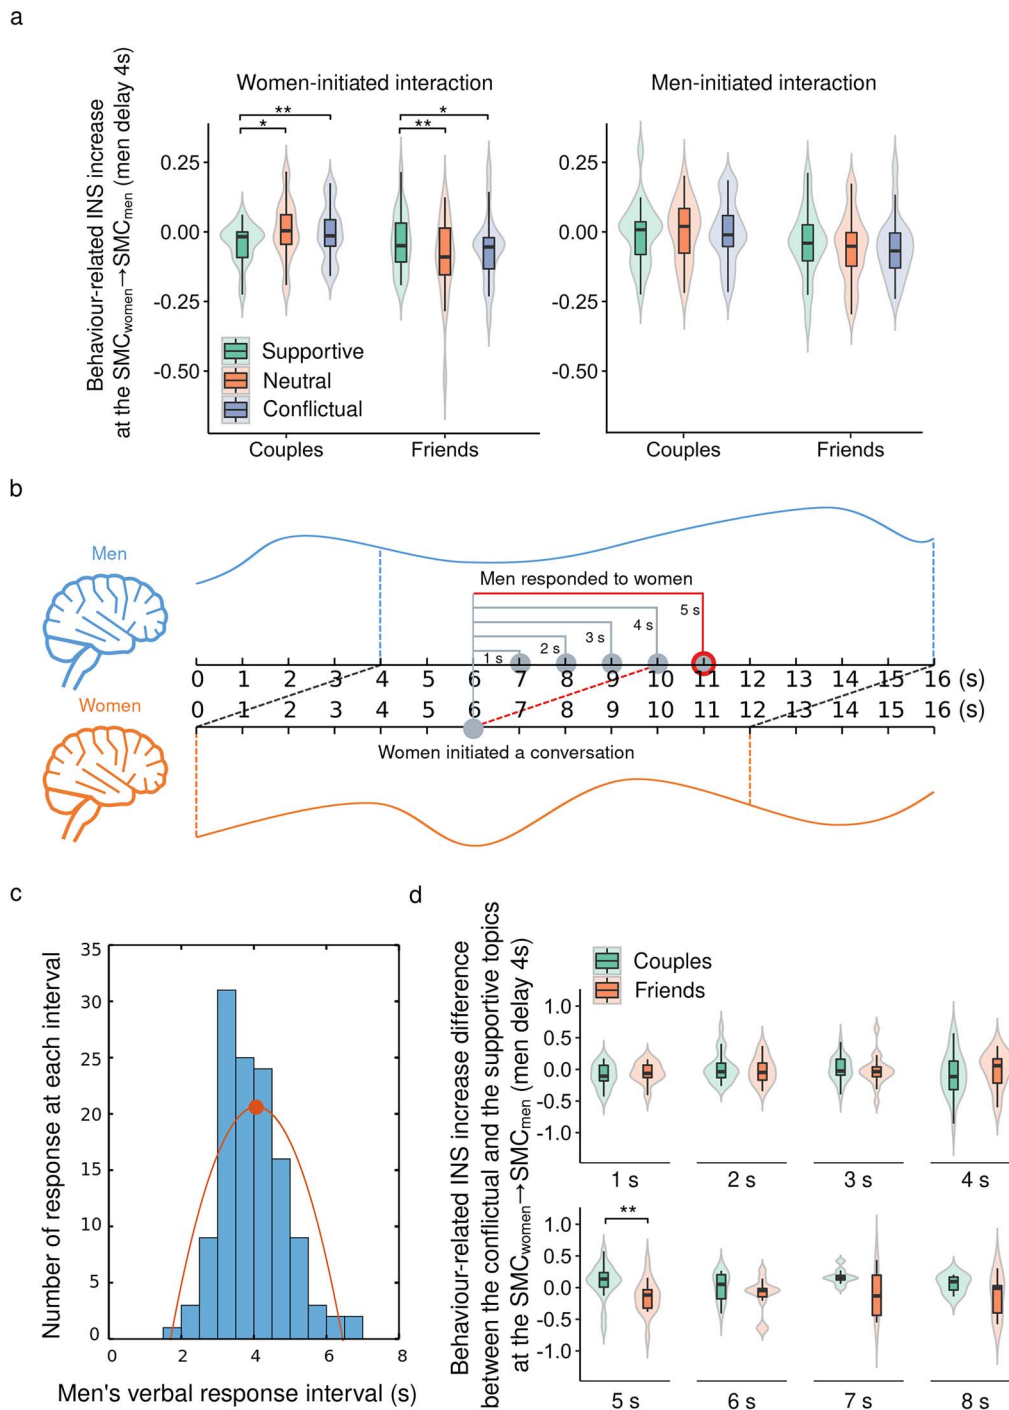 a
Behaviour-related INS increase
at the SMCwomen→SMCmen (men delay 4s)
Women-initiated interaction
Men-initiated interaction
** *
* **
0.25
0.00
-0.25
-0.50
Supportive
Neutral
Conflictual
Couples Friends
0.25
0.00
-0.25
-0.50
Couples Friends
b
Men
Men responded to women
1 s 2 s 3 s 4 s 5 s
0 1 2 3 4 5 6 7 8 9 10 11 12 13 14 15 16 (s)
Women
0 1 2 3 4 5 6 7 8 9 10 11 12 13 14 15 16 (s)
Women initiated a conversation
c
Number of response at each interval
35
30
25
20
15
10
5
0
0 2 4 6 8
Men's verbal response interval (s)
d
Behaviour-related INS increase difference
between the conflictual and the supportive topics
at the SMCwomen→SMCmen (men delay 4s)
Couples
Friends
1.0
0.5
0.0
-0.5
-1.0
1 s 2 s 3 s 4 s
**
1.0
0.5
0.0
-0.5
-1.0
5 s 6 s 7 s 8 s